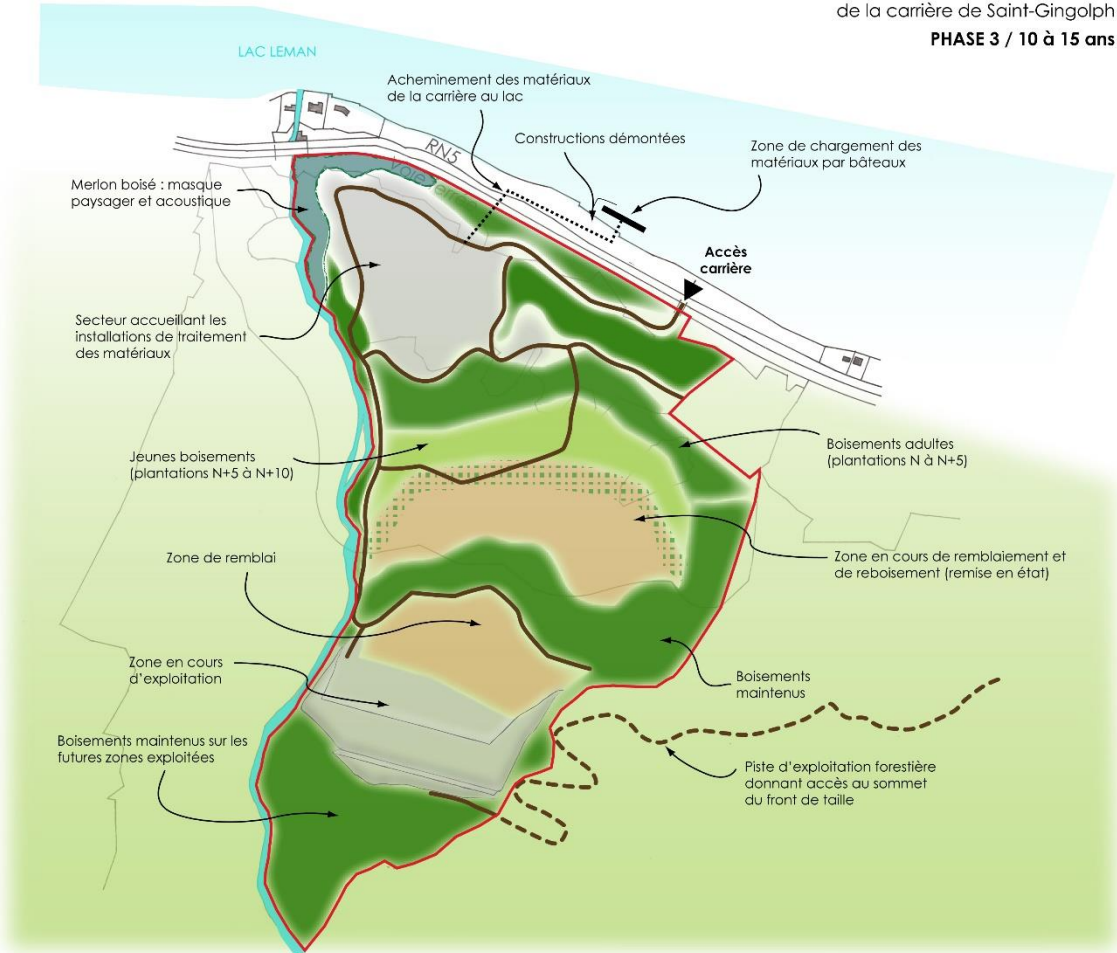 de la carrière de Saint-Gingolph
PHASE 3 / 10 à 15 ans
LAC LEMAN
Acheminement des matériaux
de la carrière au lac
Constructions démontées
Zone de chargement des
matériaux par bâteaux
RN5
Merlon boisé : masque
paysager et acoustique
Accès
carrière
Secteur accueillant les
installations de traitement
des matériaux
Jeunes boisements
(plantations N+5 à N+10)
Boisements adultes
(plantations N à N+5)
Zone de remblai
Zone en cours de remblaiement et
de reboisement (remise en état)
Zone en cours
d'exploitation
Boisements
maintenus
Boisements maintenus sur les
futures zones exploitées
Piste d'exploitation forestière
donnant accès au sommet
du front de taille